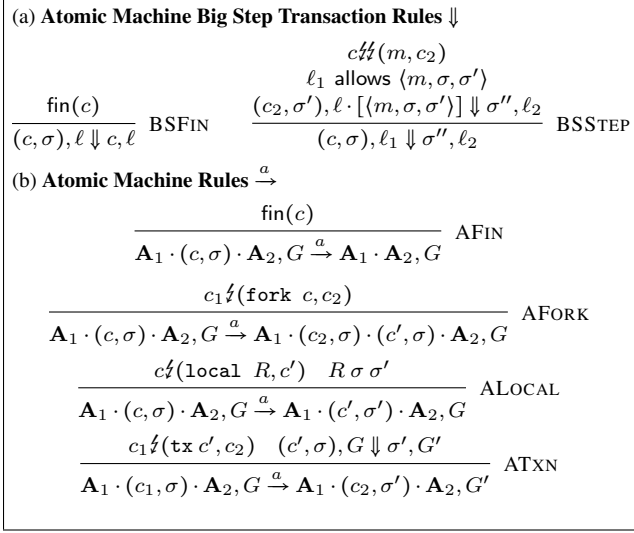 (a) Atomic Machine Big Step Transaction Rules ⇓
c↯↯(m, c₂)
ℓ₁ allows ⟨m, σ, σ′⟩
fin(c)
(c, σ), ℓ ⇓ c, ℓ BSFIN
(c₂, σ′), ℓ · [⟨m, σ, σ′⟩] ⇓ σ″, ℓ₂
(c, σ), ℓ₁ ⇓ σ″, ℓ₂ BSSTEP
(b) Atomic Machine Rules →ᵃ
fin(c)
A₁ · (c, σ) · A₂, G →ᵃ A₁ · A₂, G AFIN
c₁↯(fork c, c₂)
A₁ · (c, σ) · A₂, G →ᵃ A₁ · (c₂, σ) · (c′, σ) · A₂, G AFORK
c↯(local R, c′) R σ σ′
A₁ · (c, σ) · A₂, G →ᵃ A₁ · (c′, σ′) · A₂, G ALOCAL
c₁↯(tx c′, c₂) (c′, σ), G ⇓ σ′, G′
A₁ · (c₁, σ) · A₂, G →ᵃ A₁ · (c₂, σ′) · A₂, G′ ATXN